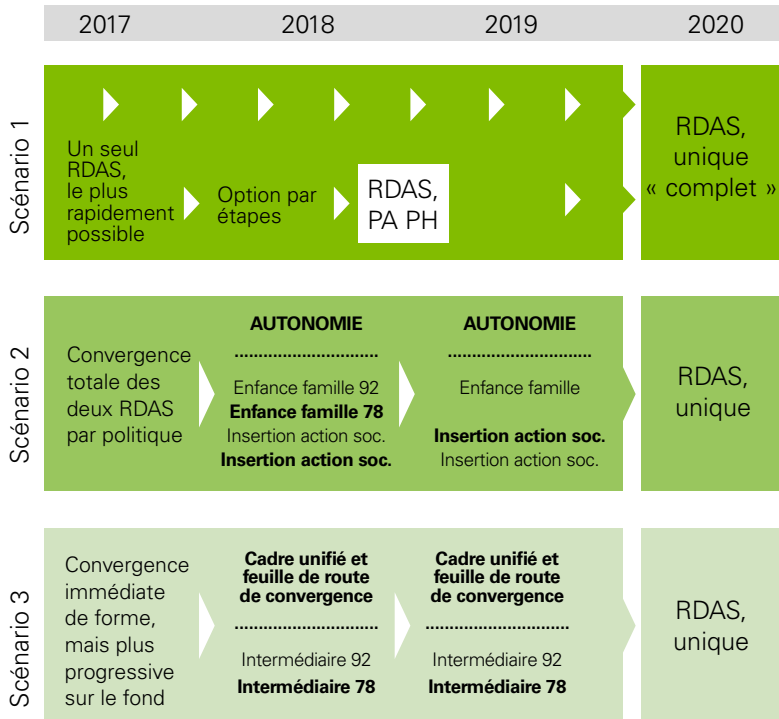 2017
2018
2019
2020
Scénario 1
Un seul
RDAS,
le plus
rapidement
possible
Option par
étapes
RDAS,
PA PH
RDAS,
unique
« complet »
Scénario 2
Convergence
totale des
deux RDAS
par politique
AUTONOMIE
..............................
Enfance famille 92
Enfance famille 78
Insertion action soc.
Insertion action soc.
AUTONOMIE
..............................
Enfance famille
Insertion action soc.
Insertion action soc.
RDAS,
unique
Scénario 3
Convergence
immédiate
de forme,
mais plus
progressive
sur le fond
Cadre unifié et
feuille de route
de convergence
..............................
Intermédiaire 92
Intermédiaire 78
Cadre unifié et
feuille de route
de convergence
..............................
Intermédiaire 92
Intermédiaire 78
RDAS,
unique